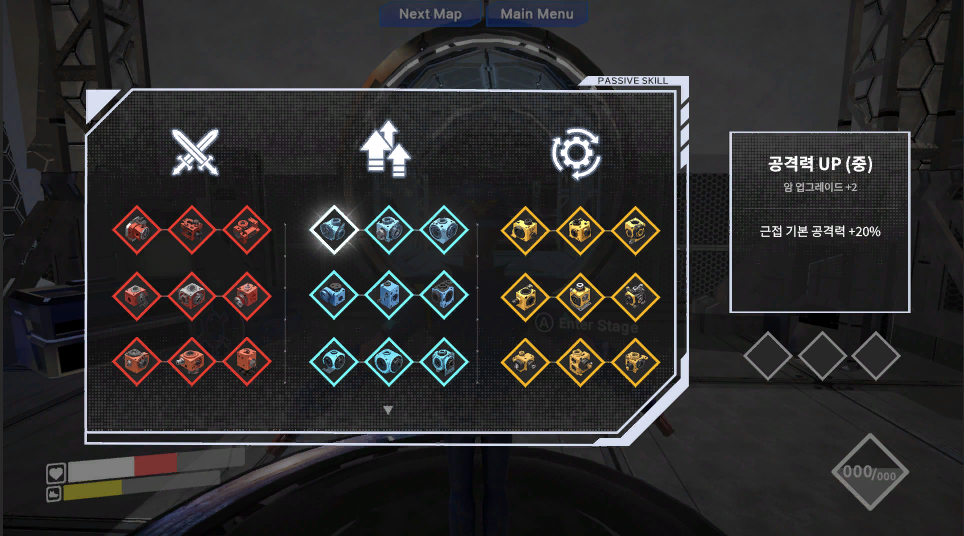 Next Map
Main Menu
PASSIVE SKILL
공격력 UP (중)
암 업그레이드 +2
근접 기본 공격력 +20%
A Enter Stage
000/000